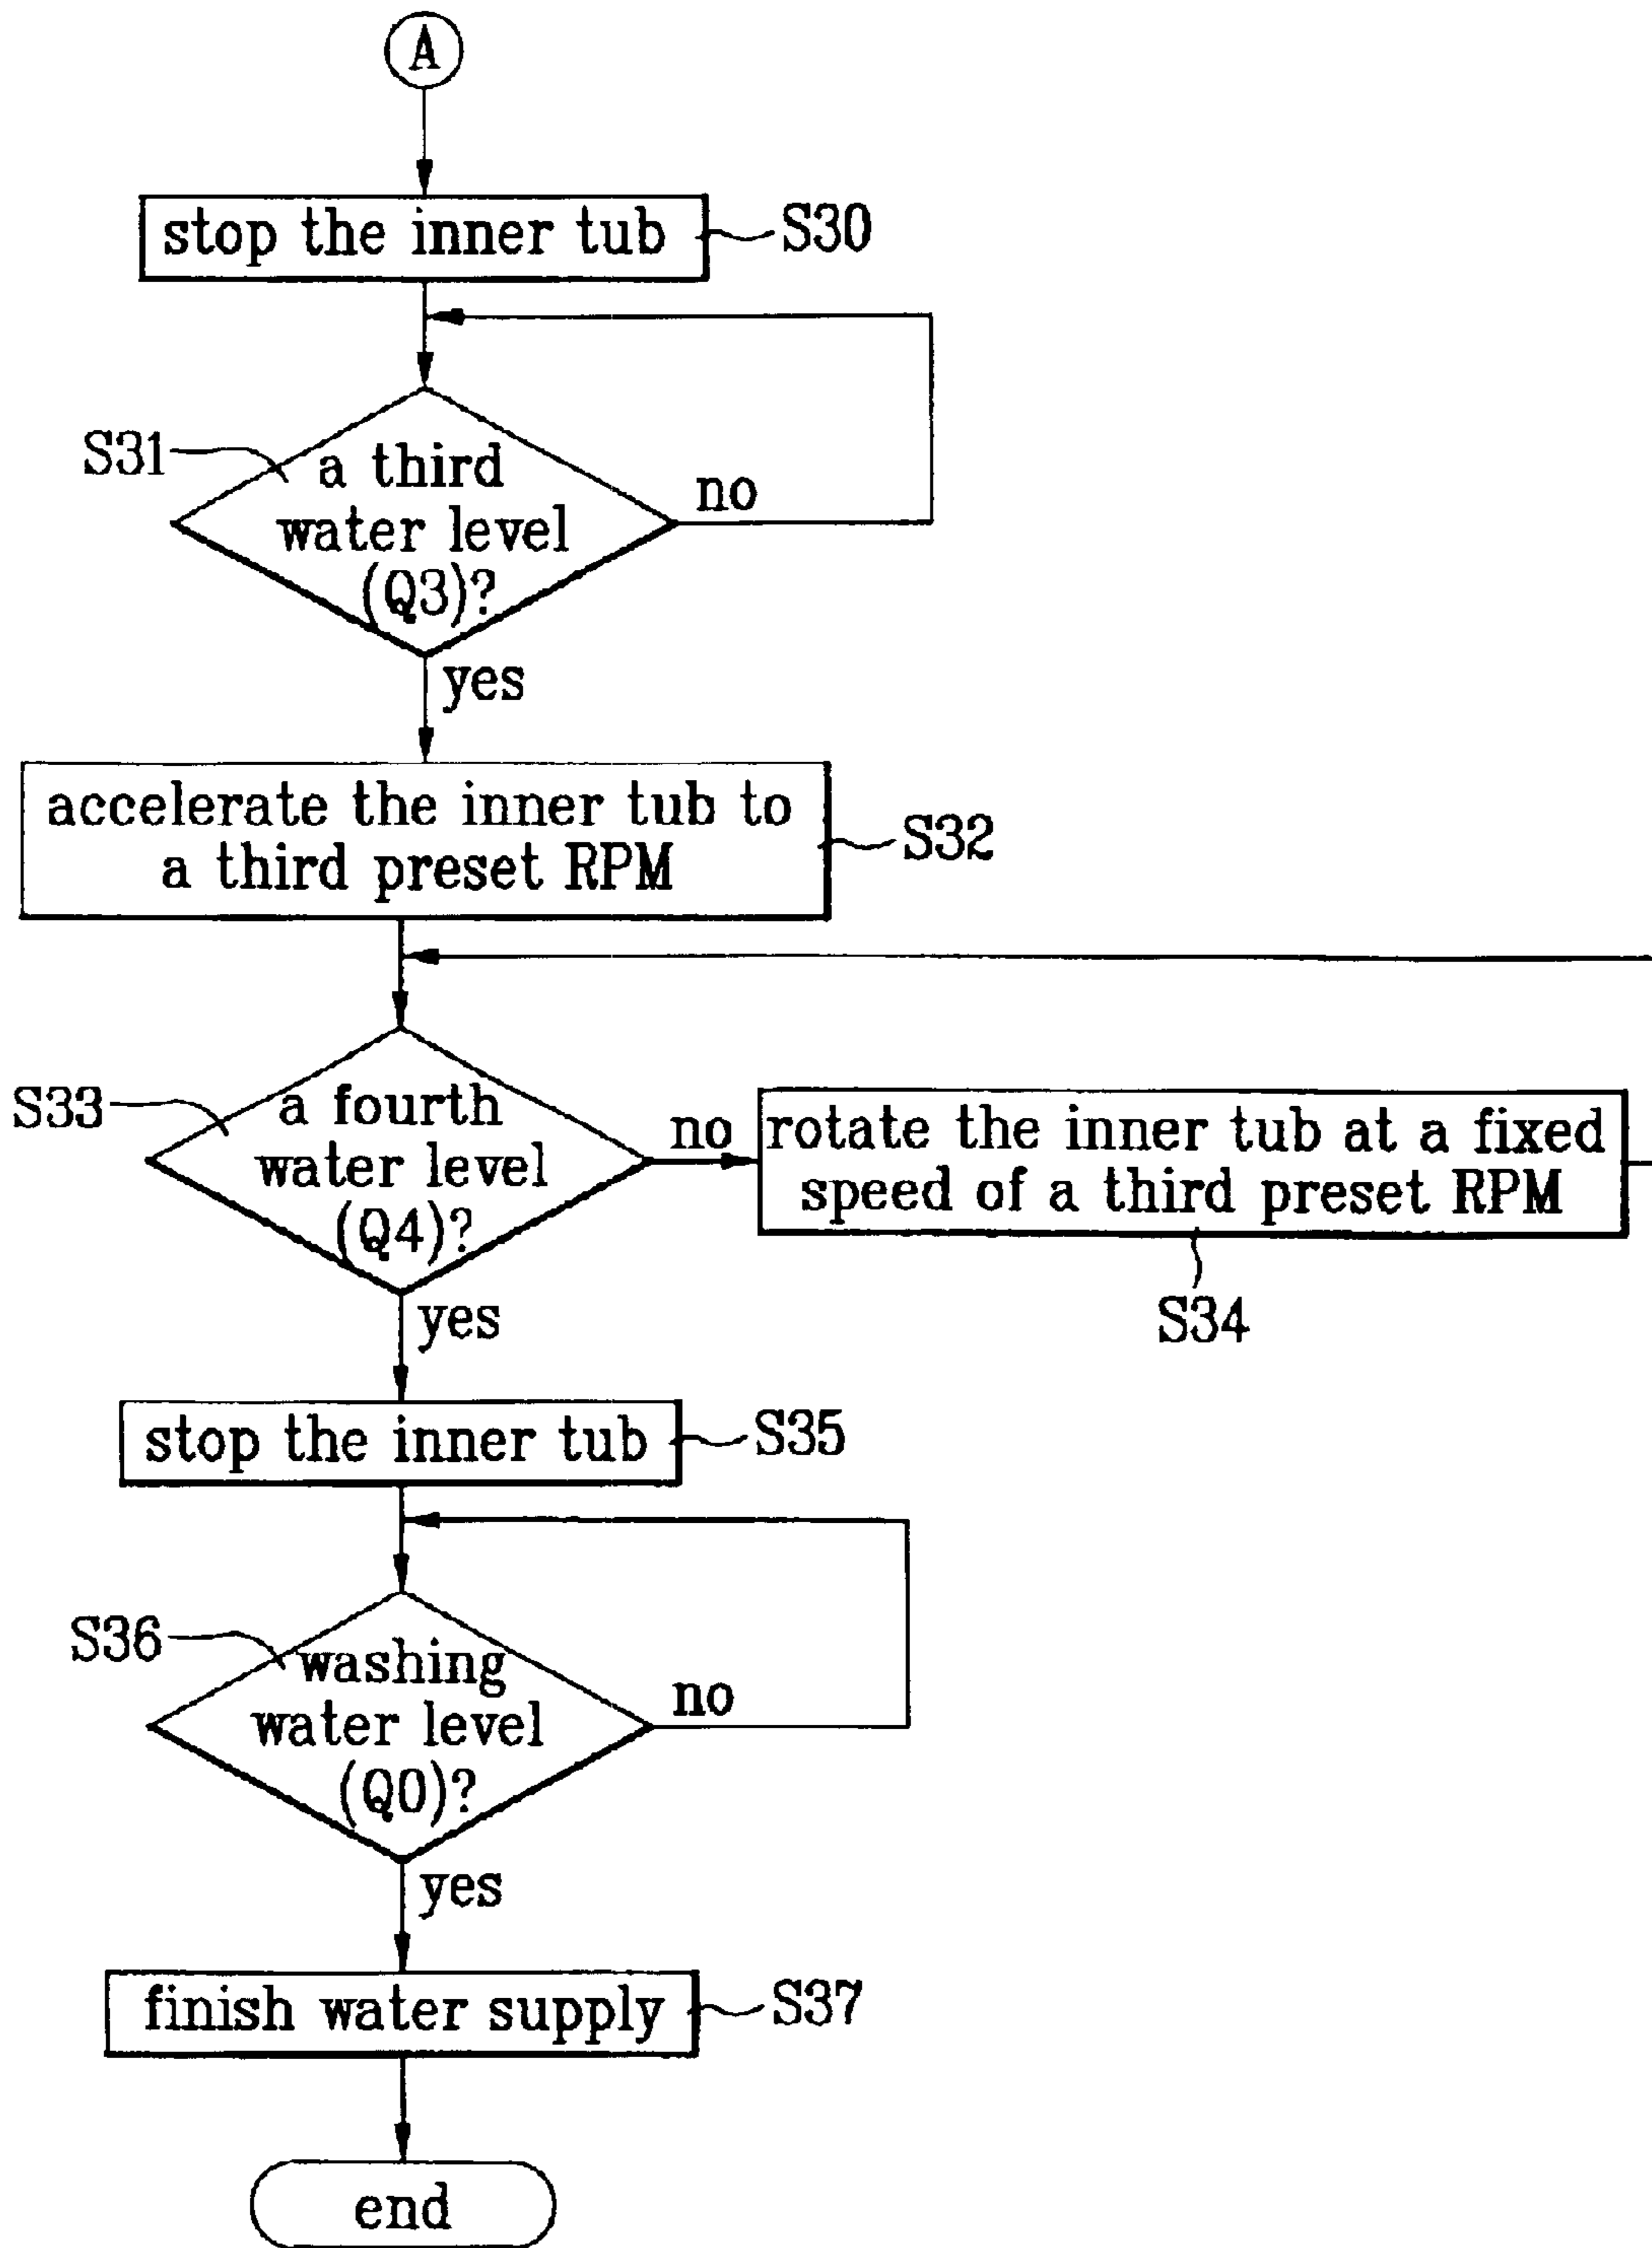 A
stop the inner tub
S30
S31
a third
water level
(Q3)?
no
yes
accelerate the inner tub to
a third preset RPM
S32
S33
a fourth
water level
(Q4)?
no
rotate the inner tub at a fixed
speed of a third preset RPM
S34
yes
stop the inner tub
S35
S36
washing
water level
(Q0)?
no
yes
finish water supply
S37
end